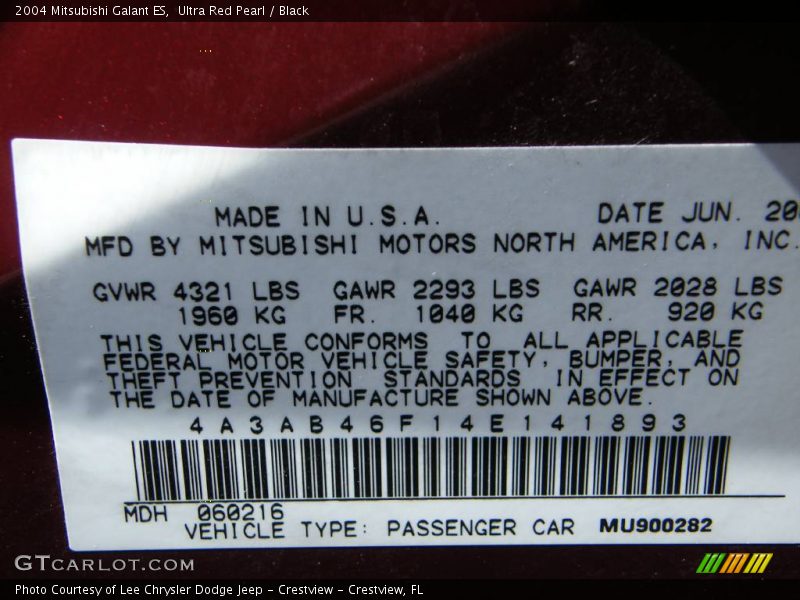 2004 Mitsubishi Galant ES,  Ultra Red Pearl / Black
MADE IN U.S.A. DATE JUN. 20
MFD BY MITSUBISHI MOTORS NORTH AMERICA, INC.
GVWR 4321 LBS GAWR 2293 LBS GAWR 2028 LBS
1960 KG FR. 1040 KG RR. 920 KG
THIS VEHICLE CONFORMS TO ALL APPLICABLE
FEDERAL MOTOR VEHICLE SAFETY, BUMPER, AND
THEFT PREVENTION STANDARDS IN EFFECT ON
THE DATE OF MANUFACTURE SHOWN ABOVE.
4A3AB46F14E141893
MDH 060216
VEHICLE TYPE: PASSENGER CAR MU900282
GTCARLOT.COM
Photo Courtesy of Lee Chrysler Dodge Jeep - Crestview - Crestview, FL